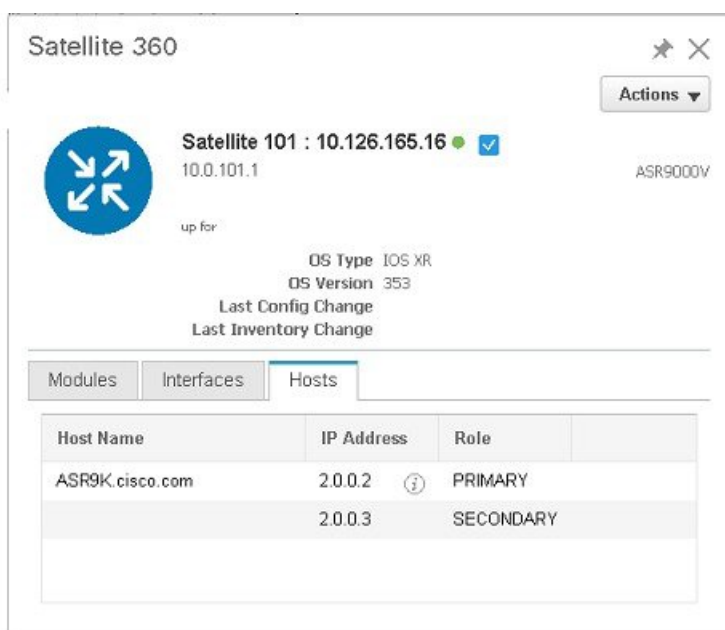 Satellite 360
Actions
Satellite 101 : 10.126.165.16
10.0.101.1
ASR9000V
up for
OS Type IOS XR
OS Version 353
Last Config Change
Last Inventory Change
Modules Interfaces Hosts
Host Name IP Address Role
ASR9K.cisco.com 2.0.0.2 i PRIMARY
2.0.0.3 SECONDARY